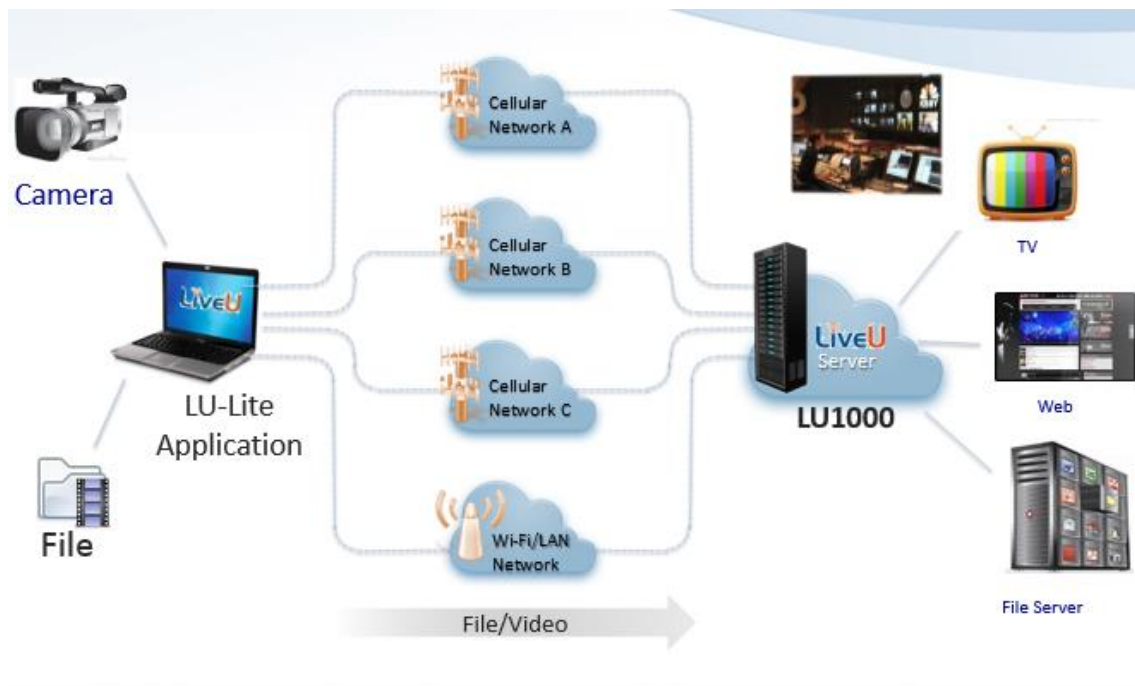 Camera
LiveU
LU-Lite
Application
File
Cellular
Network A
Cellular
Network B
Cellular
Network C
Wi-Fi/LAN
Network
File/Video
LiveU
Server
LU1000
TV
Web
File Server